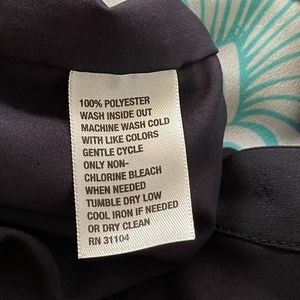 100% POLYESTER
WASH INSIDE OUT
MACHINE WASH COLD
WITH LIKE COLORS
GENTLE CYCLE
ONLY NON-
CHLORINE BLEACH
WHEN NEEDED
TUMBLE DRY LOW
COOL IRON IF NEEDED
OR DRY CLEAN
RN 31104